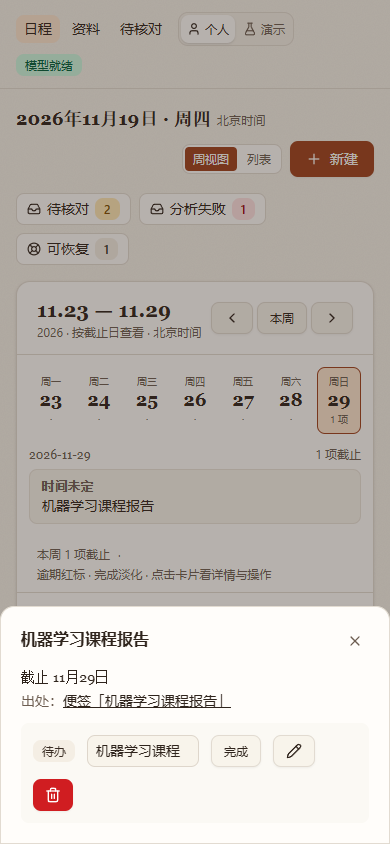 日程 资料 待核对 个人 演示
模型就绪
2026年11月19日 · 周四 北京时间
周视图 列表 新建
待核对 2 分析失败 1
可恢复 1
11.23 — 11.29
2026 · 按截止日查看 · 北京时间
本周
周一 周二 周三 周四 周五 周六 周日
23 24 25 26 27 28 29
· · · · · · 1 项
2026-11-29 1 项截止
时间未定
机器学习课程报告
本周 1 项截止 ·
逾期红标 · 完成淡化 · 点击卡片看详情与操作
机器学习课程报告
截止 11月29日
出处: 便签「机器学习课程报告」
待办 机器学习课程 完成